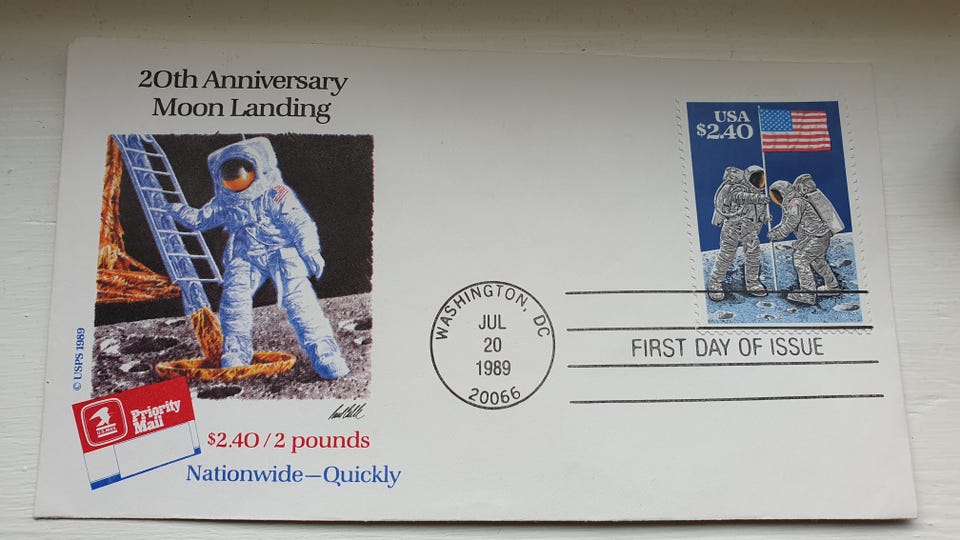 20th Anniversary
Moon Landing
USA
$2.40
© USPS 1989
WASHINGTON, DC
JUL
20
1989
20066
FIRST DAY OF ISSUE
Priority
Mail
$2.40 / 2 pounds
Nationwide—Quickly